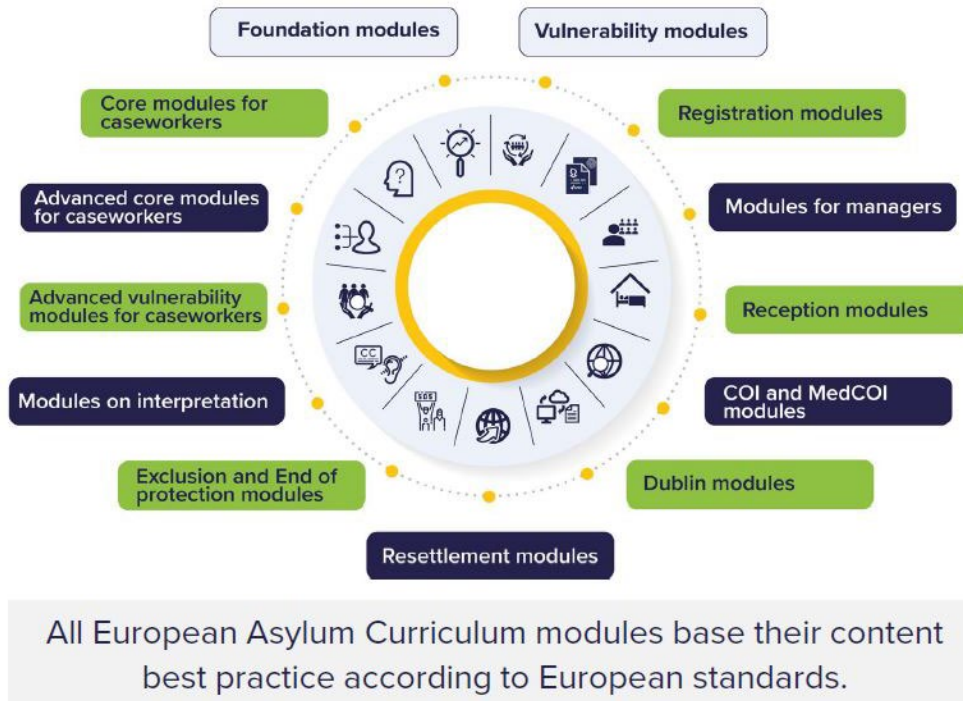 Foundation modules
Vulnerability modules
Core modules for
caseworkers
Registration modules
Advanced core modules
for caseworkers
Modules for managers
Advanced vulnerability
modules for caseworkers
Reception modules
Modules on interpretation
COI and MedCOI
modules
Exclusion and End of
protection modules
Dublin modules
Resettlement modules
CC
SOS
All European Asylum Curriculum modules base their content
best practice according to European standards.